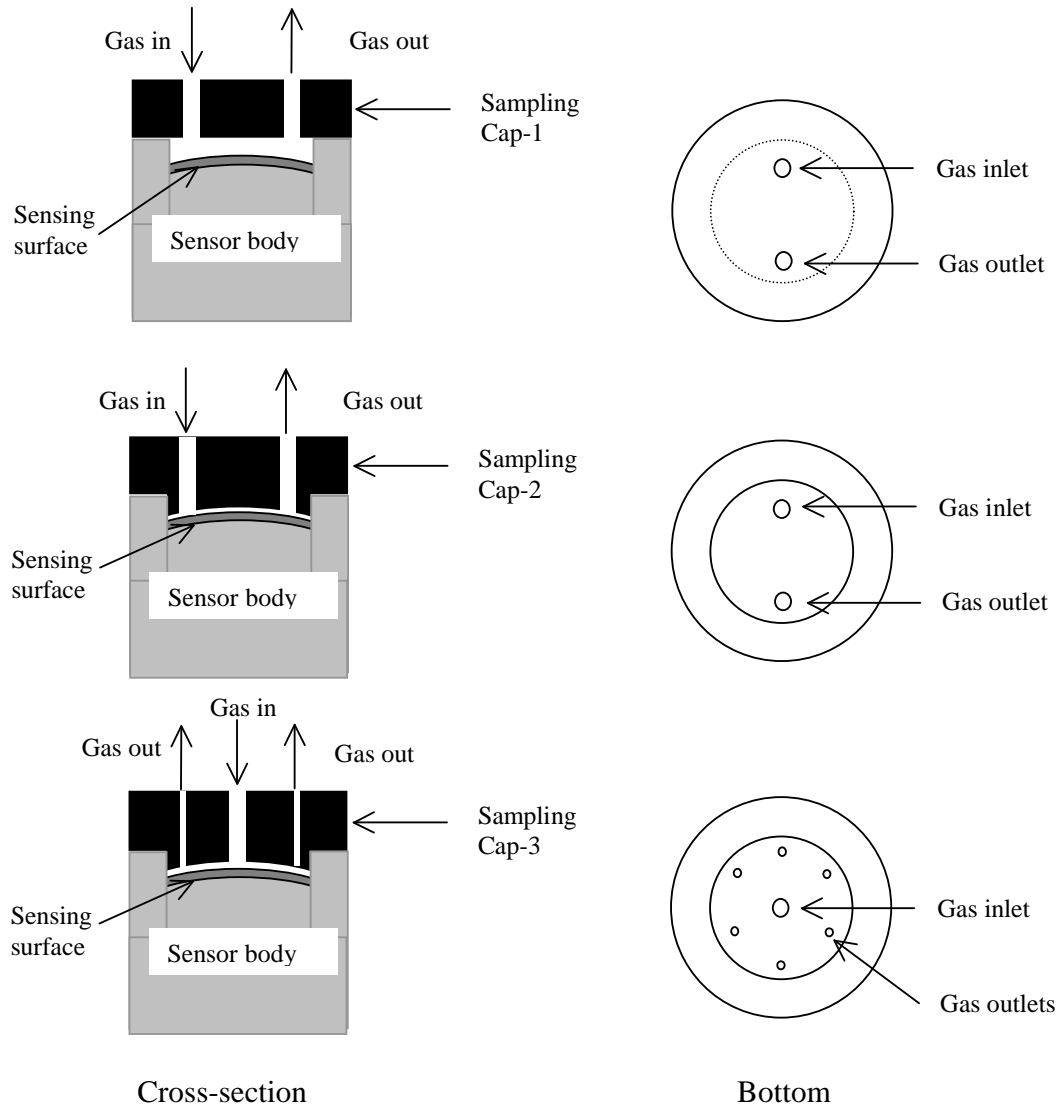 Gas in
Gas out
Sampling
Cap-1
Gas inlet
Sensing
surface
Sensor body
Gas outlet
Gas in
Gas out
Sampling
Cap-2
Gas inlet
Sensing
surface
Sensor body
Gas outlet
Gas in
Gas out
Gas out
Sampling
Cap-3
Gas inlet
Sensing
surface
Sensor body
Gas outlets
Cross-section
Bottom